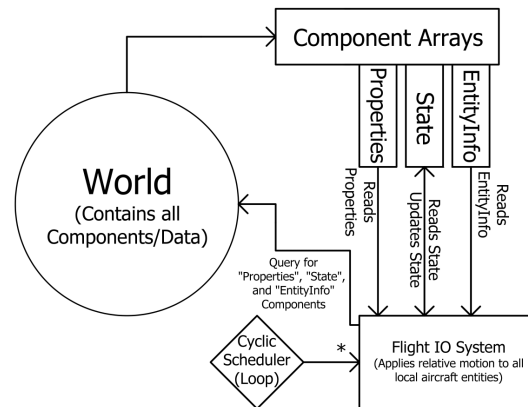 Component Arrays
Properties
State
EntityInfo
World
(Contains all
Components/Data)
Reads
Properties
Reads State
Updates State
Reads
EntityInfo
Query for
"Properties", "State",
and "EntityInfo"
Components
Cyclic
Scheduler
(Loop)
*
Flight IO System
(Applies relative motion to all
local aircraft entities)